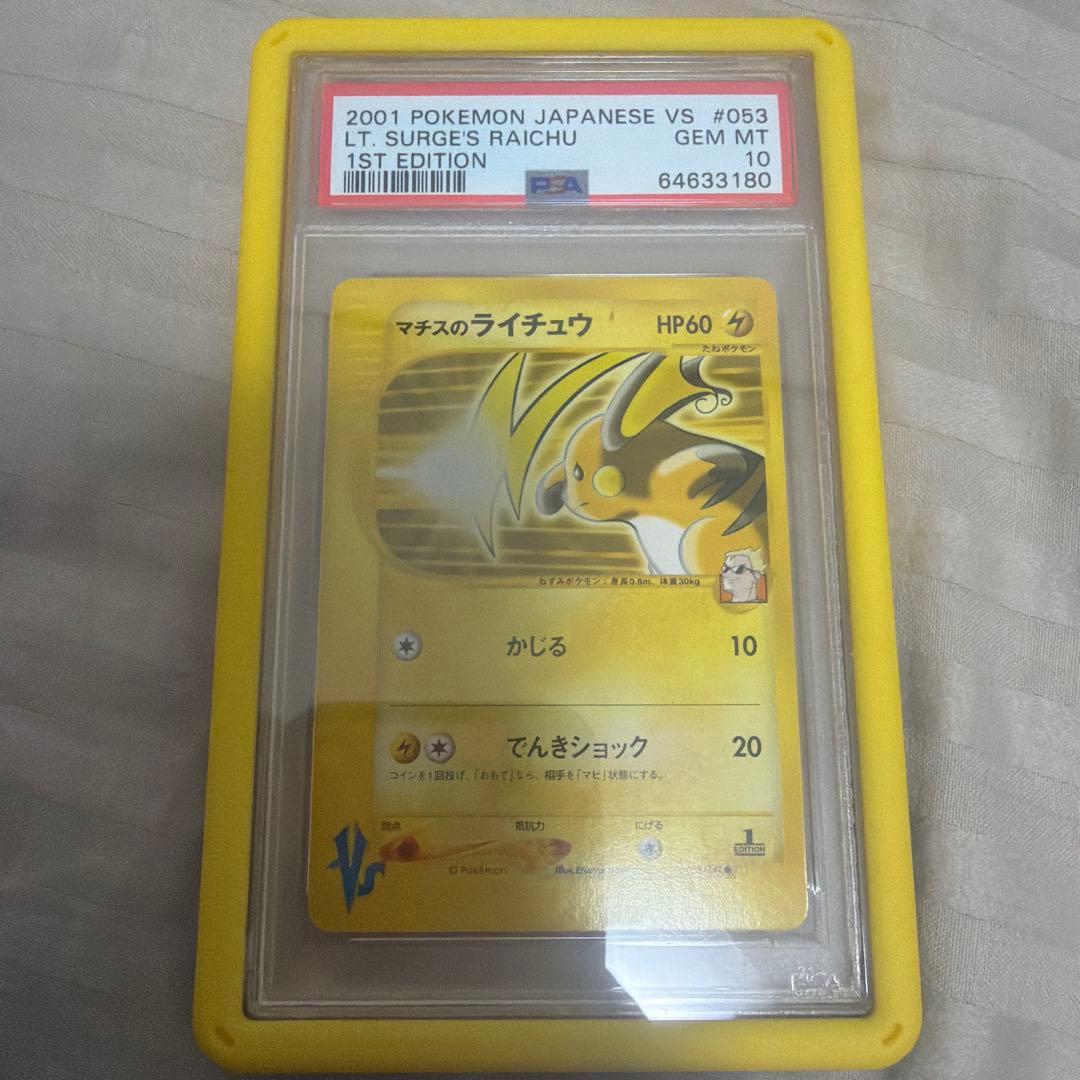 2001 POKEMON JAPANESE VS #053
LT. SURGE'S RAICHU GEM MT
1ST EDITION 10
PSA 64633180
マチスのライチュウ HP60
たねポケモン
ねずみポケモン:身長0.8m、体重30kg
かじる 10
でんきショック 20
コインを1回投げ、「おもて」なら、相手を「マヒ」状態にする。
弱点 抵抗力 にげる
1
EDITION
Vs
©Pokémon Illus.